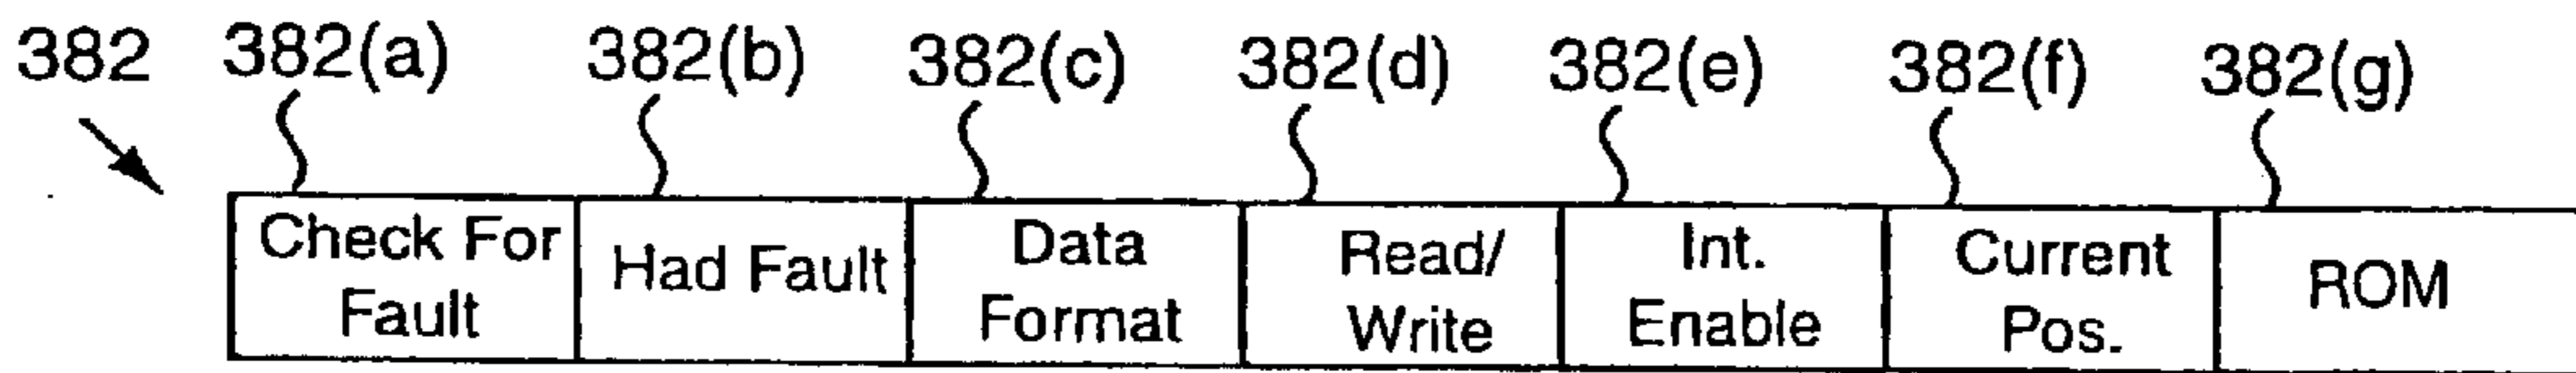 382 382(a) 382(b) 382(c) 382(d) 382(e) 382(f) 382(g)
Check For Fault
Had Fault
Data Format
Read/ Write
Int. Enable
Current Pos.
ROM